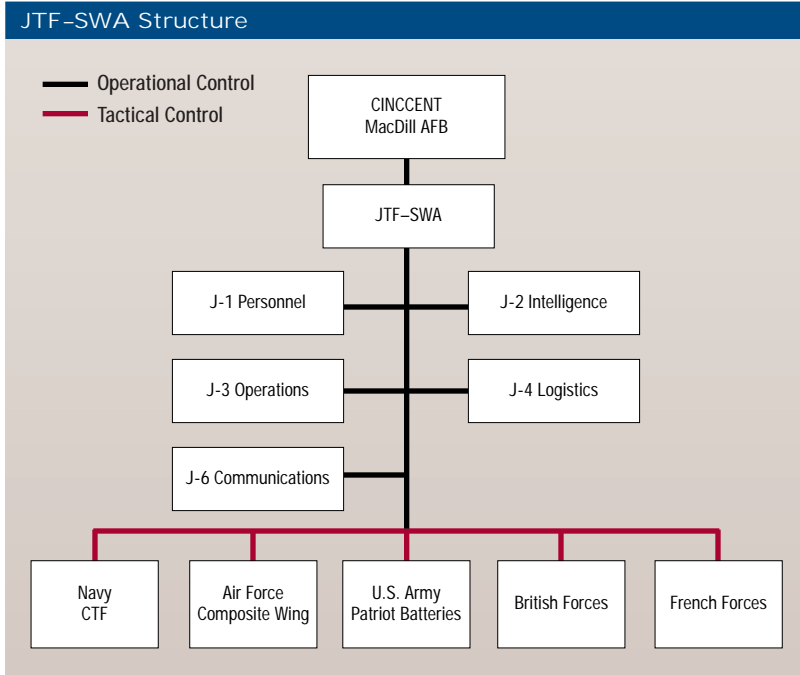 JTF–SWA Structure
Operational Control
Tactical Control
CINCCENT
MacDill AFB
JTF–SWA
J-1 Personnel
J-2 Intelligence
J-3 Operations
J-4 Logistics
J-6 Communications
Navy
CTF
Air Force
Composite Wing
U.S. Army
Patriot Batteries
British Forces
French Forces